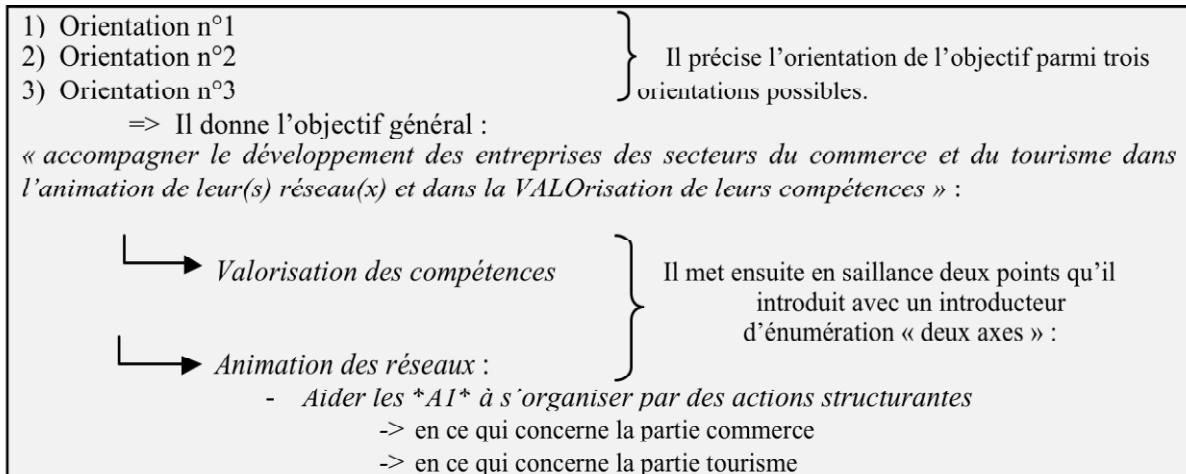 1) Orientation n°1
2) Orientation n°2
3) Orientation n°3
Il précise l’orientation de l’objectif parmi trois
orientations possibles.
=> Il donne l’objectif général :
« accompagner le développement des entreprises des secteurs du commerce et du tourisme dans
l’animation de leur(s) réseau(x) et dans la VALOrisation de leurs compétences » :
Valorisation des compétences
Il met ensuite en saillance deux points qu’il
introduit avec un introducteur
d’énumération « deux axes » :
Animation des réseaux :
- Aider les *AI* à s’organiser par des actions structurantes
-> en ce qui concerne la partie commerce
-> en ce qui concerne la partie tourisme